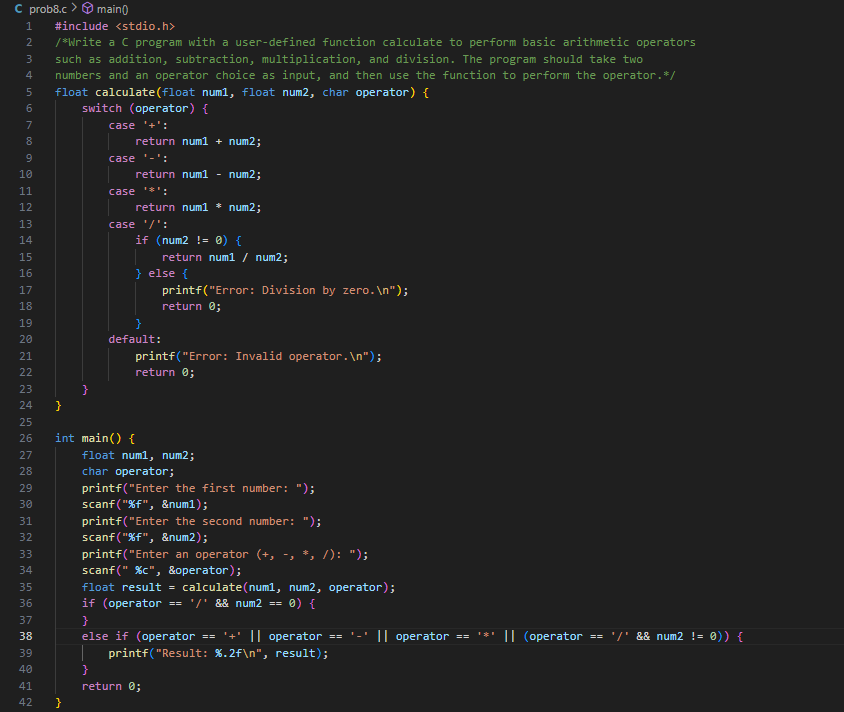 C prob8.c > main()
1 #include <stdio.h>
2 /*Write a C program with a user-defined function calculate to perform basic arithmetic operators
3 such as addition, subtraction, multiplication, and division. The program should take two
4 numbers and an operator choice as input, and then use the function to perform the operator.*/
5 float calculate(float num1, float num2, char operator) {
6     switch (operator) {
7         case '+':
8             return num1 + num2;
9         case '-':
10             return num1 - num2;
11         case '*':
12             return num1 * num2;
13         case '/':
14             if (num2 != 0) {
15                 return num1 / num2;
16             } else {
17                 printf("Error: Division by zero.\n");
18                 return 0;
19             }
20         default:
21             printf("Error: Invalid operator.\n");
22             return 0;
23     }
24 }
25
26 int main() {
27     float num1, num2;
28     char operator;
29     printf("Enter the first number: ");
30     scanf("%f", &num1);
31     printf("Enter the second number: ");
32     scanf("%f", &num2);
33     printf("Enter an operator (+, -, *, /): ");
34     scanf(" %c", &operator);
35     float result = calculate(num1, num2, operator);
36     if (operator == '/' && num2 == 0) {
37     }
38     else if (operator == '+' || operator == '-' || operator == '*' || (operator == '/' && num2 != 0)) {
39         printf("Result: %.2f\n", result);
40     }
41     return 0;
42 }